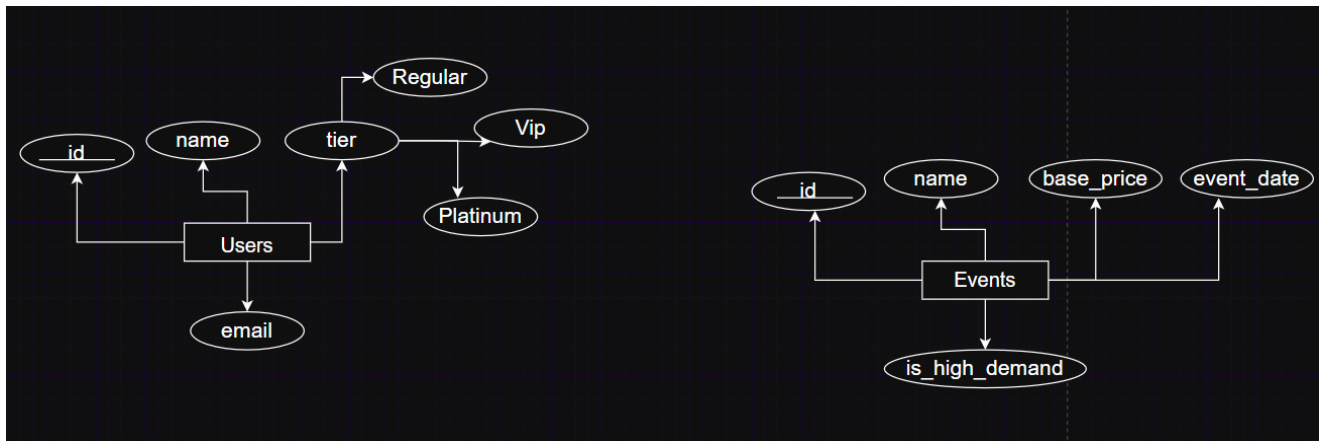 Regular
Vip
tier
name
id
Platinum
Users
email
id
name
base_price
event_date
Events
is_high_demand